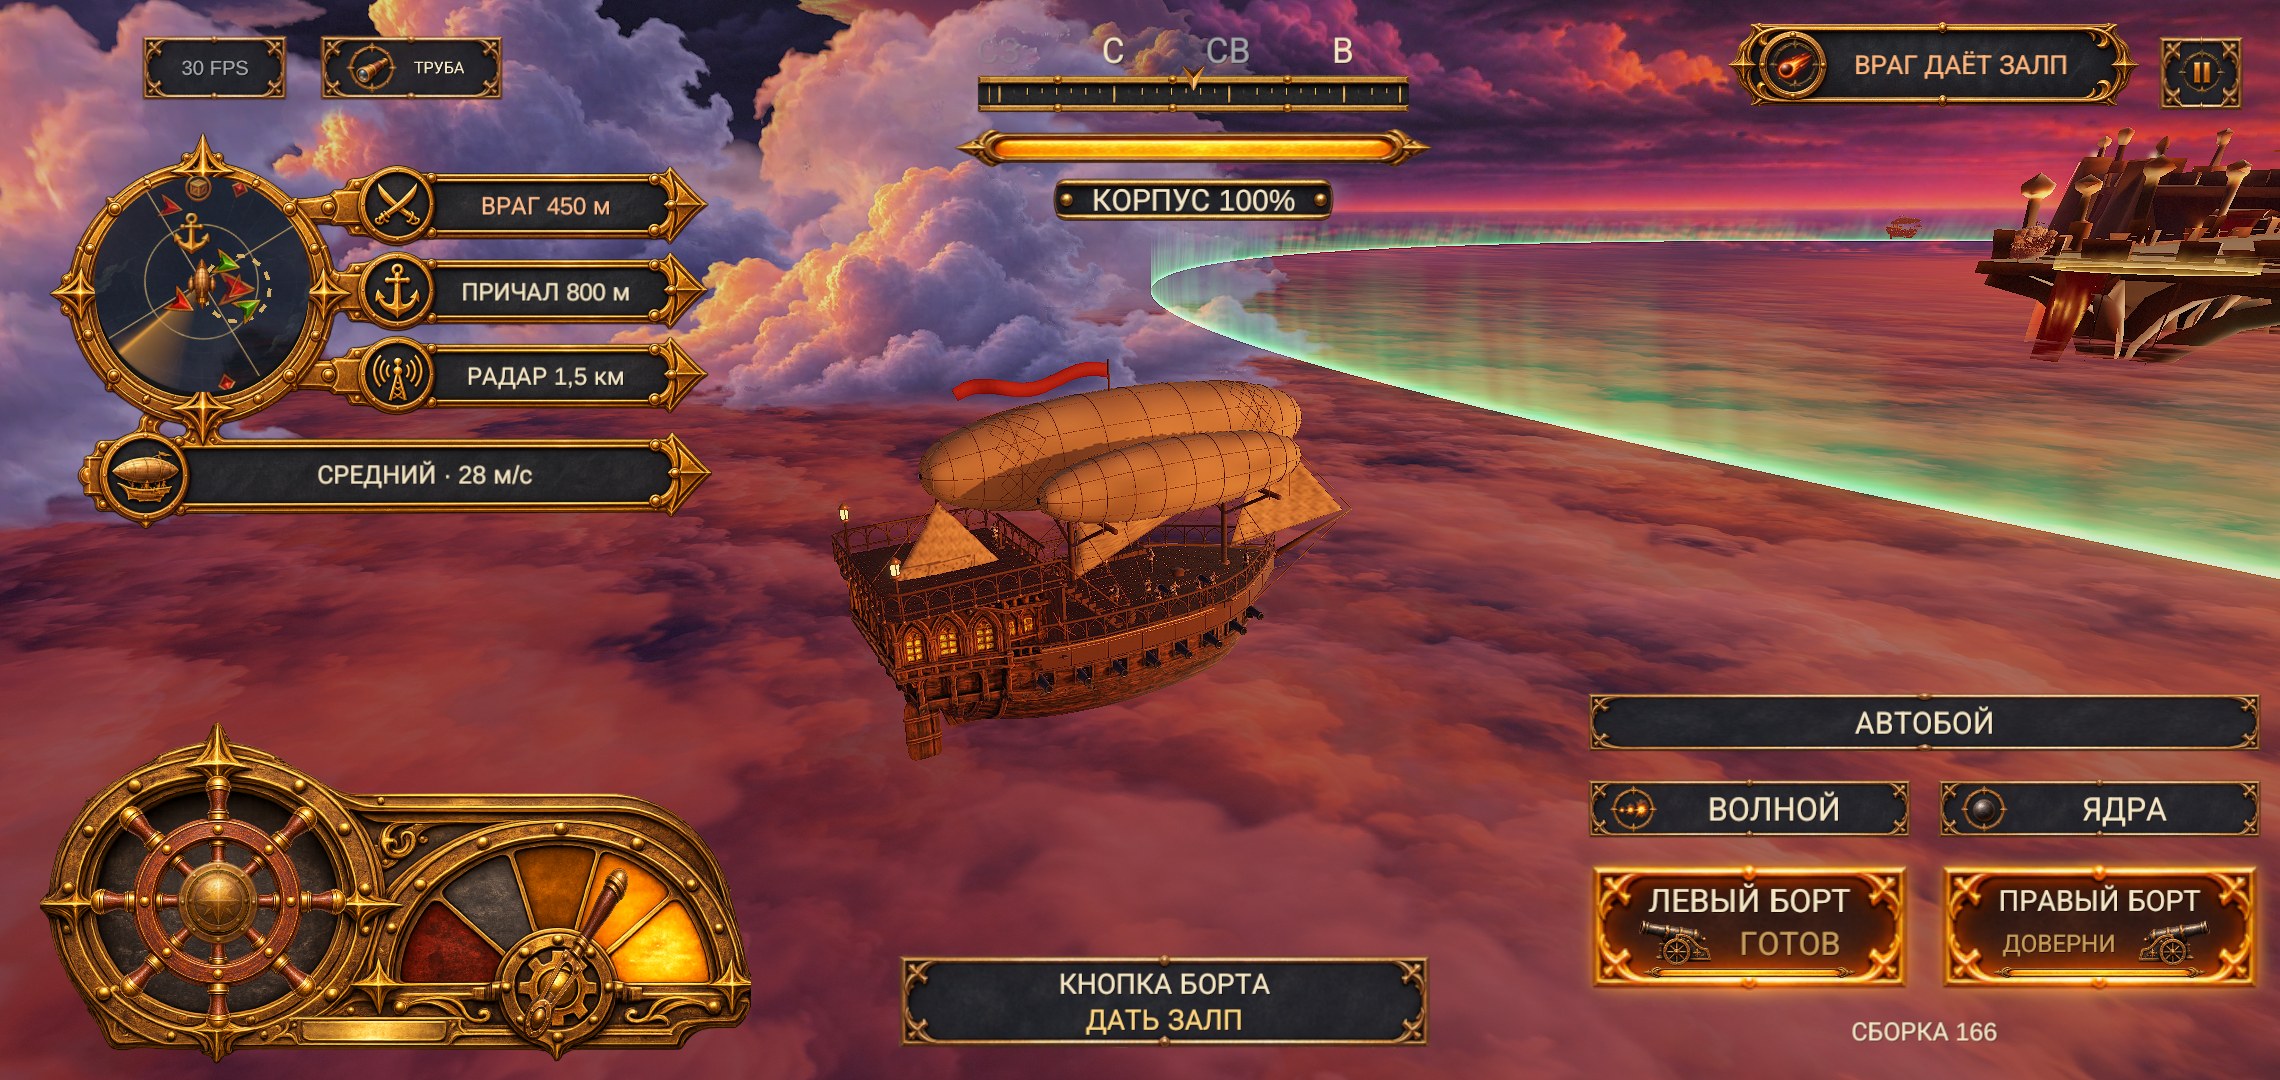 30 FPS
ТРУБА
СЗ
С
СВ
В
ВРАГ ДАЁТ ЗАЛП
КОРПУС 100%
ВРАГ 450 м
ПРИЧАЛ 800 м
РАДАР 1,5 км
СРЕДНИЙ · 28 м/с
АВТОБОЙ
ВОЛНОЙ
ЯДРА
ЛЕВЫЙ БОРТ
ГОТОВ
ПРАВЫЙ БОРТ
ДОВЕРНИ
КНОПКА БОРТА
ДАТЬ ЗАЛП
СБОРКА 166